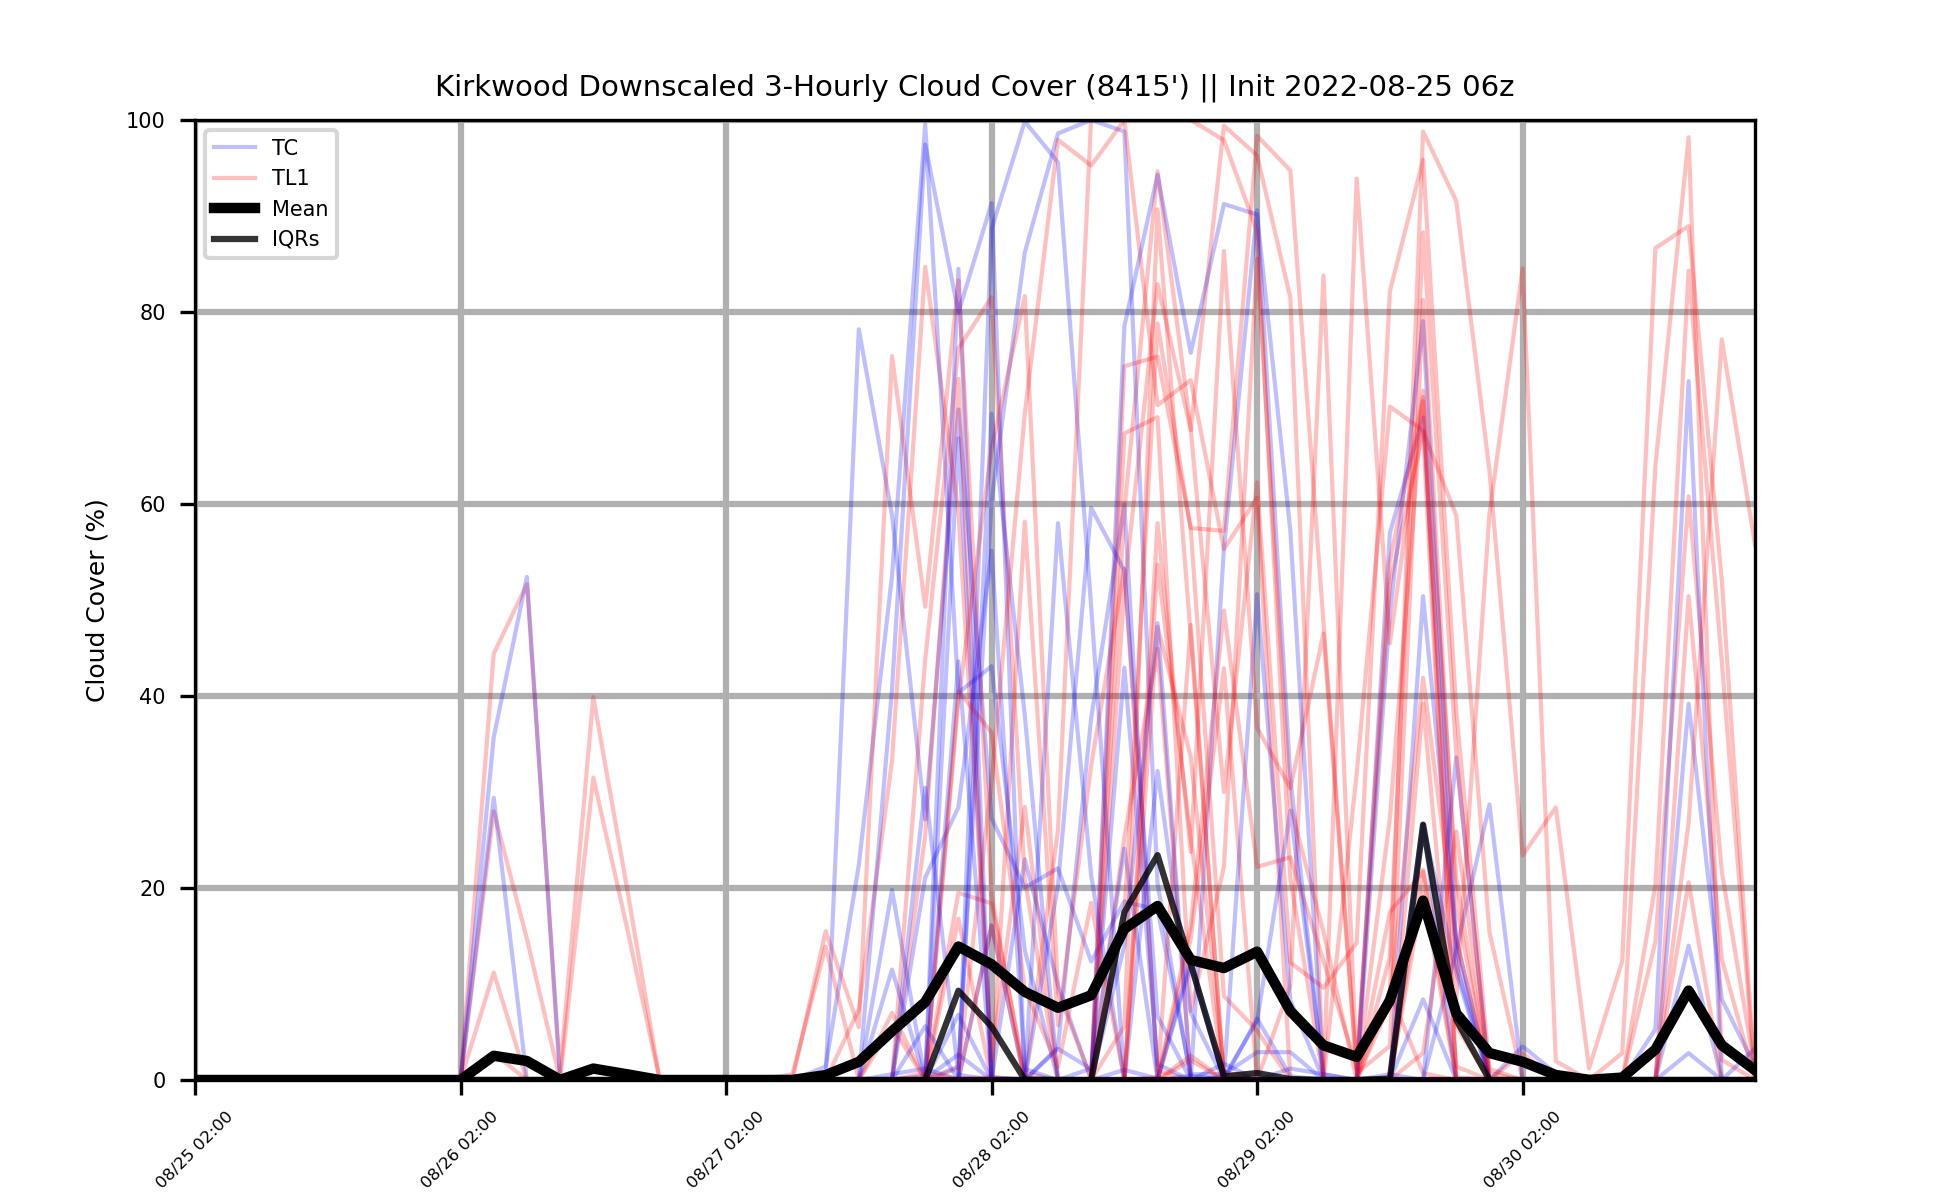 Kirkwood Downscaled 3-Hourly Cloud Cover (8415') || Init 2022-08-25 06z
TC
TL1
Mean
IQRs
Cloud Cover (%)
100
80
60
40
20
0
08/25 02:00
08/26 02:00
08/27 02:00
08/28 02:00
08/29 02:00
08/30 02:00